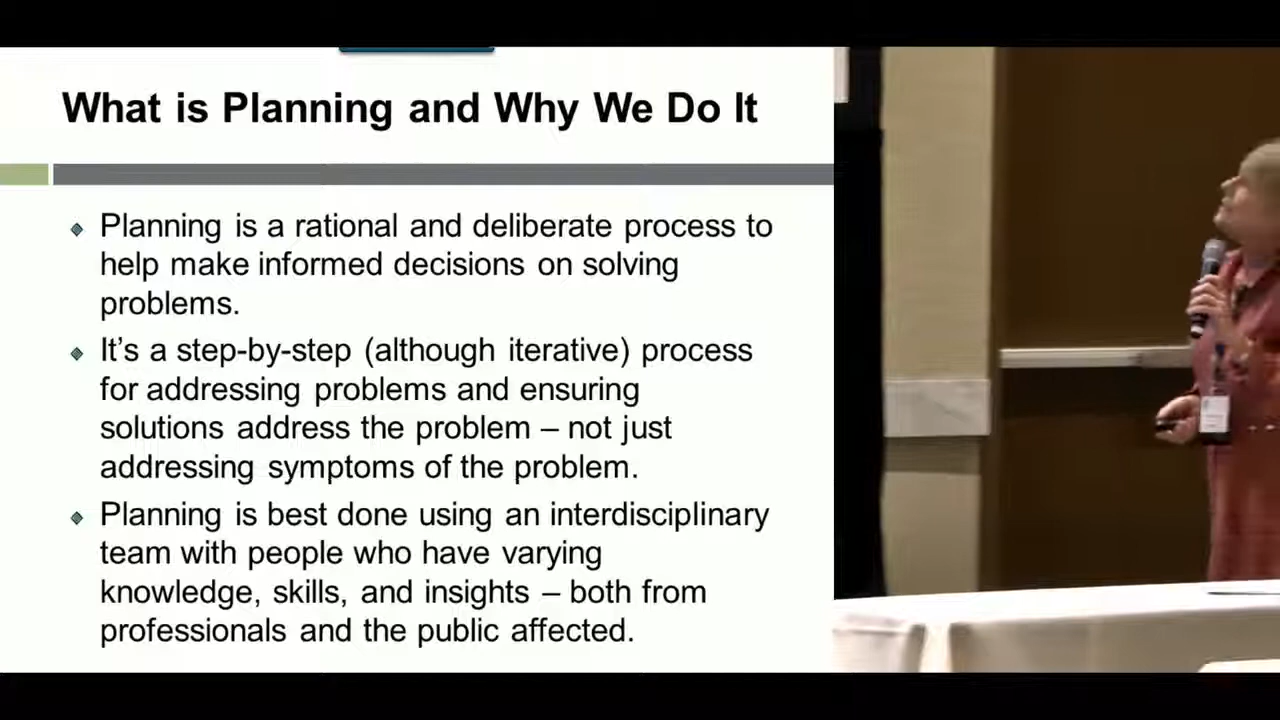 What is Planning and Why We Do It
Planning is a rational and deliberate process to
help make informed decisions on solving
problems.
It’s a step-by-step (although iterative) process
for addressing problems and ensuring
solutions address the problem – not just
addressing symptoms of the problem.
Planning is best done using an interdisciplinary
team with people who have varying
knowledge, skills, and insights – both from
professionals and the public affected.